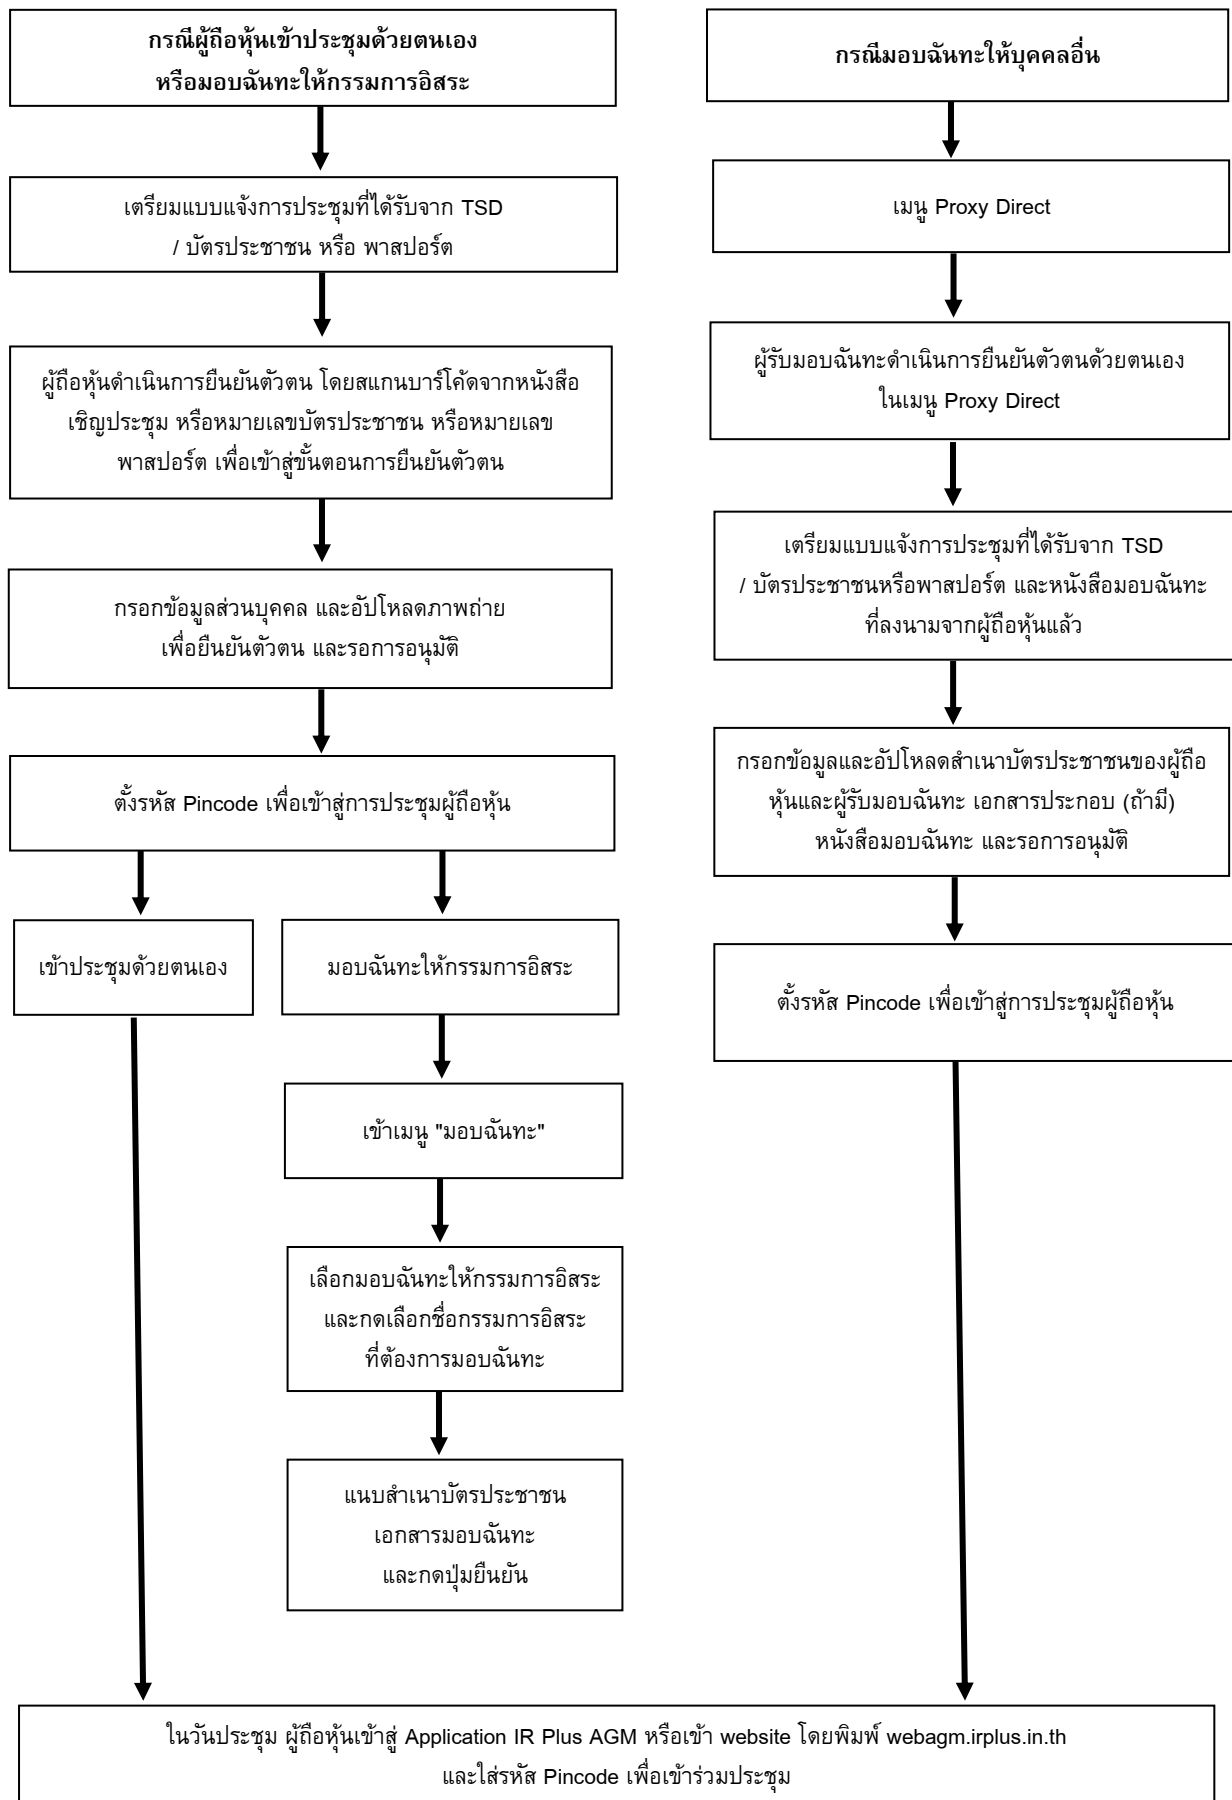 กรณีผู้ถือหุ้นเข้าประชุมด้วยตนเอง
หรือมอบฉันทะให้กรรมการอิสระ
เตรียมแบบแจ้งการประชุมที่ได้รับจาก TSD
/ บัตรประชาชน หรือ พาสปอร์ต
ผู้ถือหุ้นดำเนินการยืนยันตัวตน โดยสแกนบาร์โค้ดจากหนังสือ
เชิญประชุม หรือหมายเลขบัตรประชาชน หรือหมายเลข
พาสปอร์ต เพื่อเข้าสู่ขั้นตอนการยืนยันตัวตน
กรอกข้อมูลส่วนบุคคล และอัปโหลดภาพถ่าย
เพื่อยืนยันตัวตน และรอการอนุมัติ
ตั้งรหัส Pincode เพื่อเข้าสู่การประชุมผู้ถือหุ้น
เข้าประชุมด้วยตนเอง
มอบฉันทะให้กรรมการอิสระ
เข้าเมนู "มอบฉันทะ"
เลือกมอบฉันทะให้กรรมการอิสระ
และกดเลือกชื่อกรรมการอิสระ
ที่ต้องการมอบฉันทะ
แนบสำเนาบัตรประชาชน
เอกสารมอบฉันทะ
และกดปุ่มยืนยัน
กรณีมอบฉันทะให้บุคคลอื่น
เมนู Proxy Direct
ผู้รับมอบฉันทะดำเนินการยืนยันตัวตนด้วยตนเอง
ในเมนู Proxy Direct
เตรียมแบบแจ้งการประชุมที่ได้รับจาก TSD
/ บัตรประชาชนหรือพาสปอร์ต และหนังสือมอบฉันทะ
ที่ลงนามจากผู้ถือหุ้นแล้ว
กรอกข้อมูลและอัปโหลดสำเนาบัตรประชาชนของผู้ถือ
หุ้นและผู้รับมอบฉันทะ เอกสารประกอบ (ถ้ามี)
หนังสือมอบฉันทะ และรอการอนุมัติ
ตั้งรหัส Pincode เพื่อเข้าสู่การประชุมผู้ถือหุ้น
ในวันประชุม ผู้ถือหุ้นเข้าสู่ Application IR Plus AGM หรือเข้า website โดยพิมพ์ webagm.irplus.in.th
และใส่รหัส Pincode เพื่อเข้าร่วมประชุม